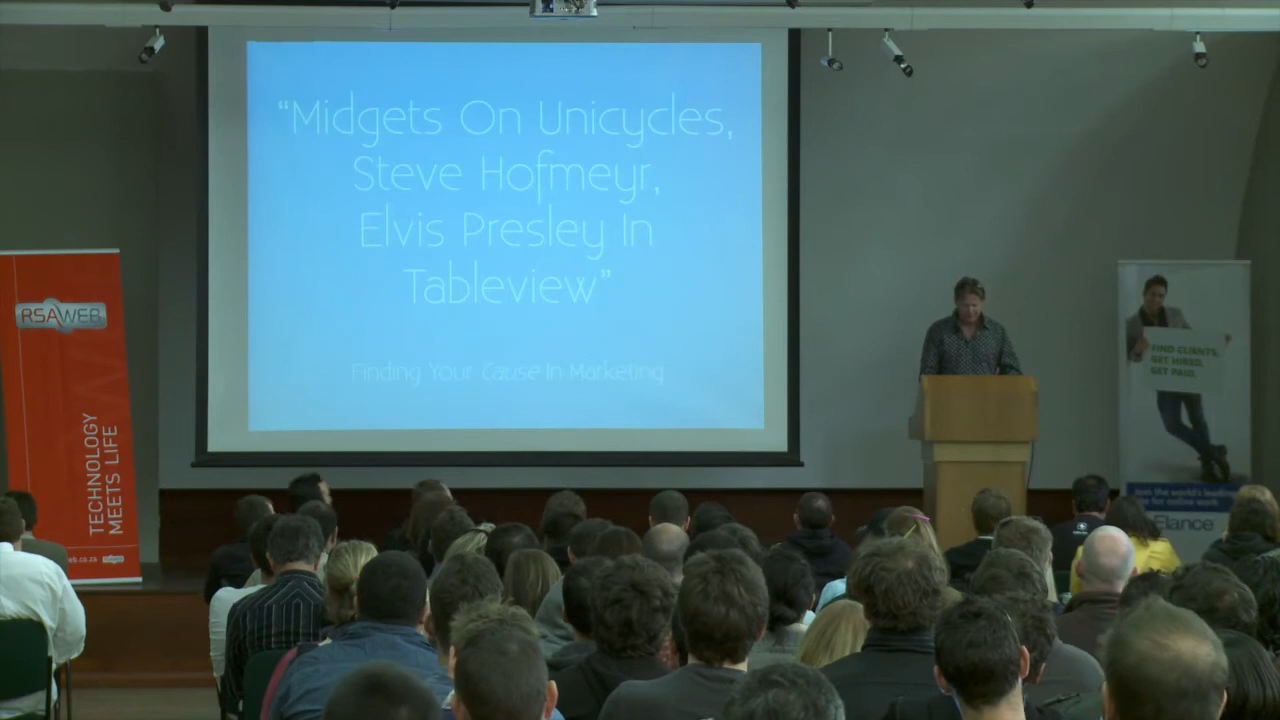 “Midgets On Unicycles,
Steve Hofmeyr,
Elvis Presley In
Tableview”
Finding Your Cause In Marketing
RSAWEB
TECHNOLOGY
MEETS LIFE
FIND CLIENTS.
GET HIRED.
GET PAID.
Elance